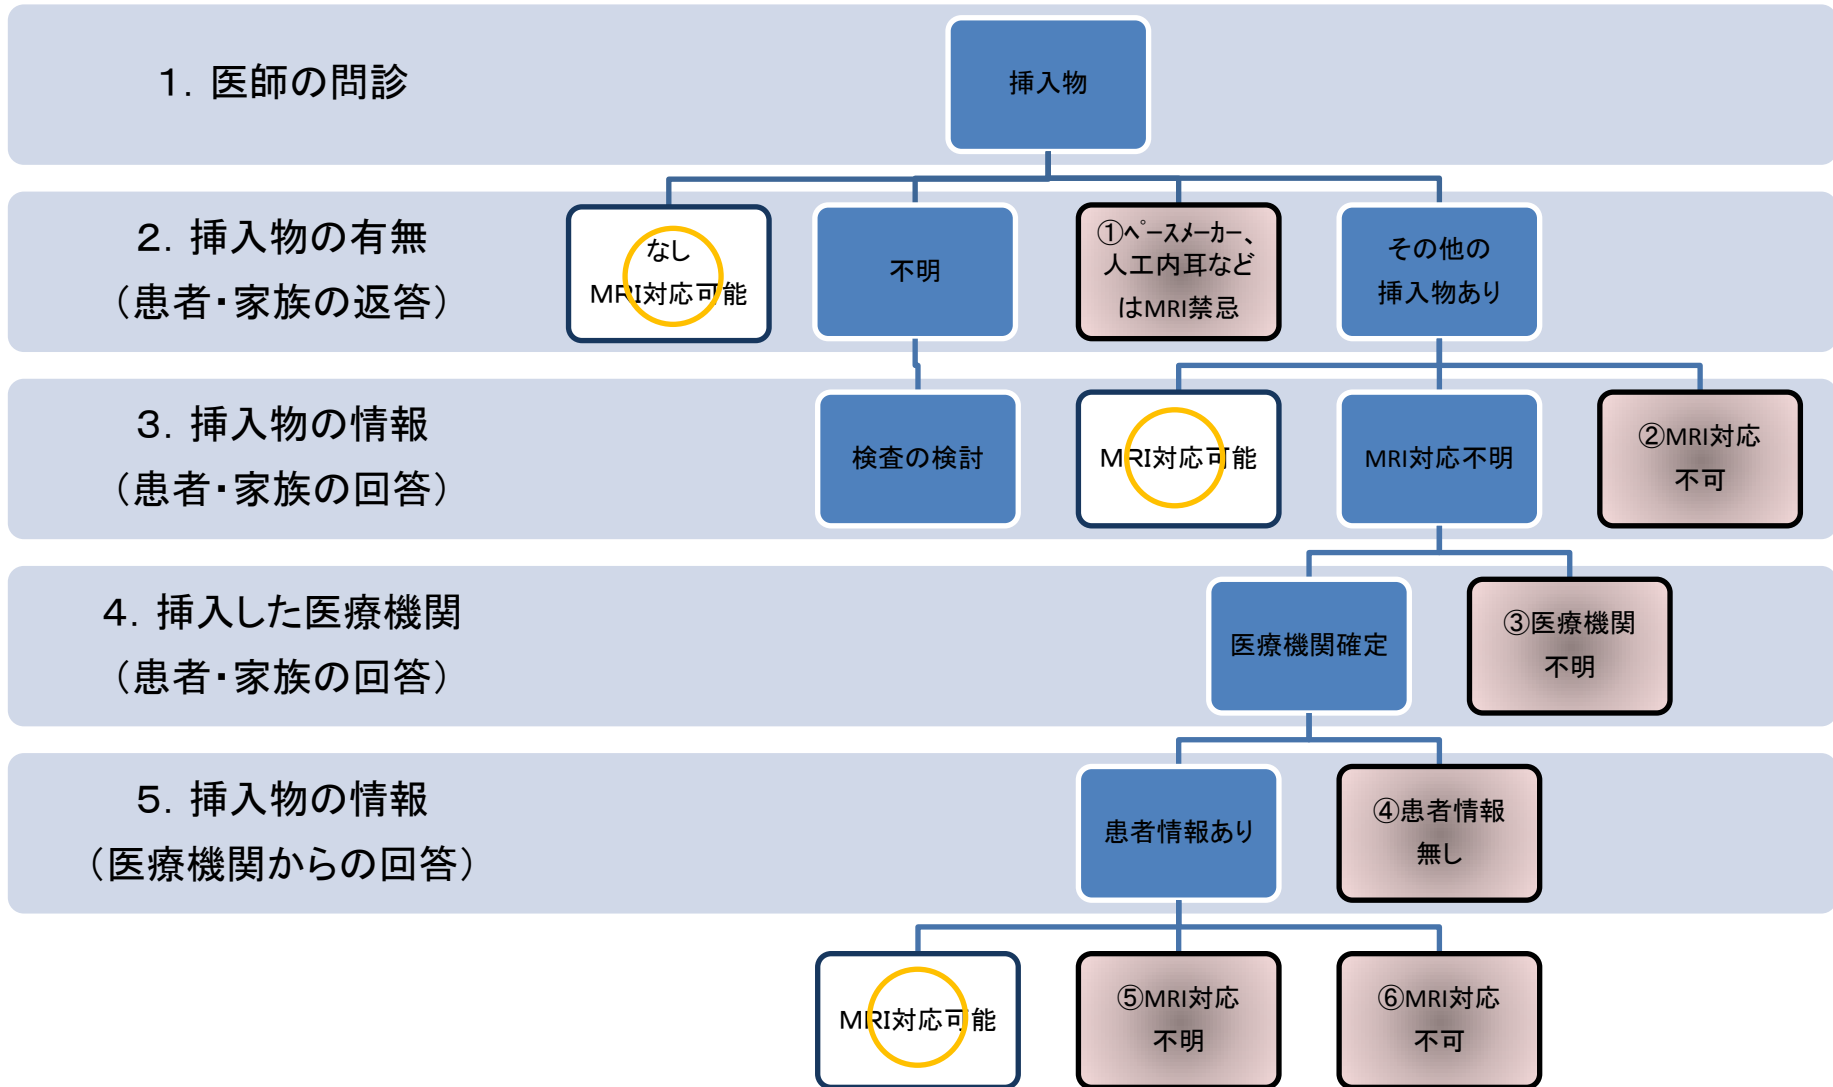 １．医師の問診
挿入物
２．挿入物の有無
（患者・家族の返答）
なし
MRI対応可能
不明
①ﾍﾟｰｽﾒｰｶｰ、
人工内耳など
はMRI禁忌
その他の
挿入物あり
３．挿入物の情報
（患者・家族の回答）
検査の検討
MRI対応可能
MRI対応不明
②MRI対応
不可
４．挿入した医療機関
（患者・家族の回答）
医療機関確定
③医療機関
不明
５．挿入物の情報
（医療機関からの回答）
患者情報あり
④患者情報
無し
MRI対応可能
⑤MRI対応
不明
⑥MRI対応
不可